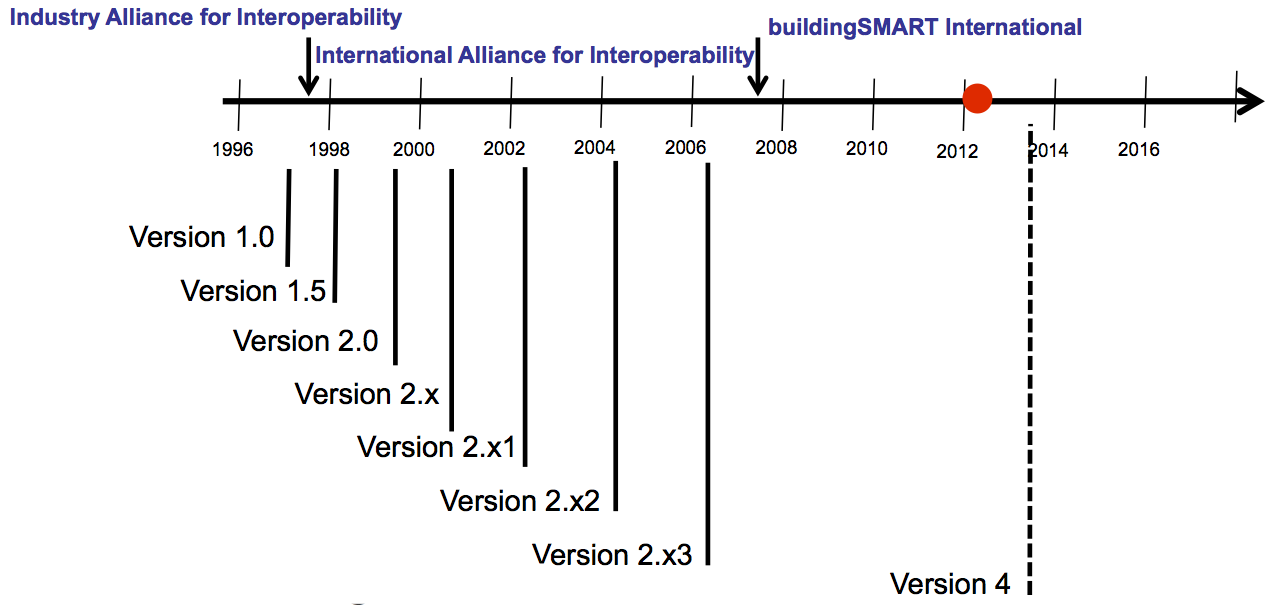 Industry Alliance for Interoperability
buildingSMART International
International Alliance for Interoperability
1996 1998 2000 2002 2004 2006 2008 2010 2012 2014 2016
Version 1.0
Version 1.5
Version 2.0
Version 2.x
Version 2.x1
Version 2.x2
Version 2.x3
Version 4